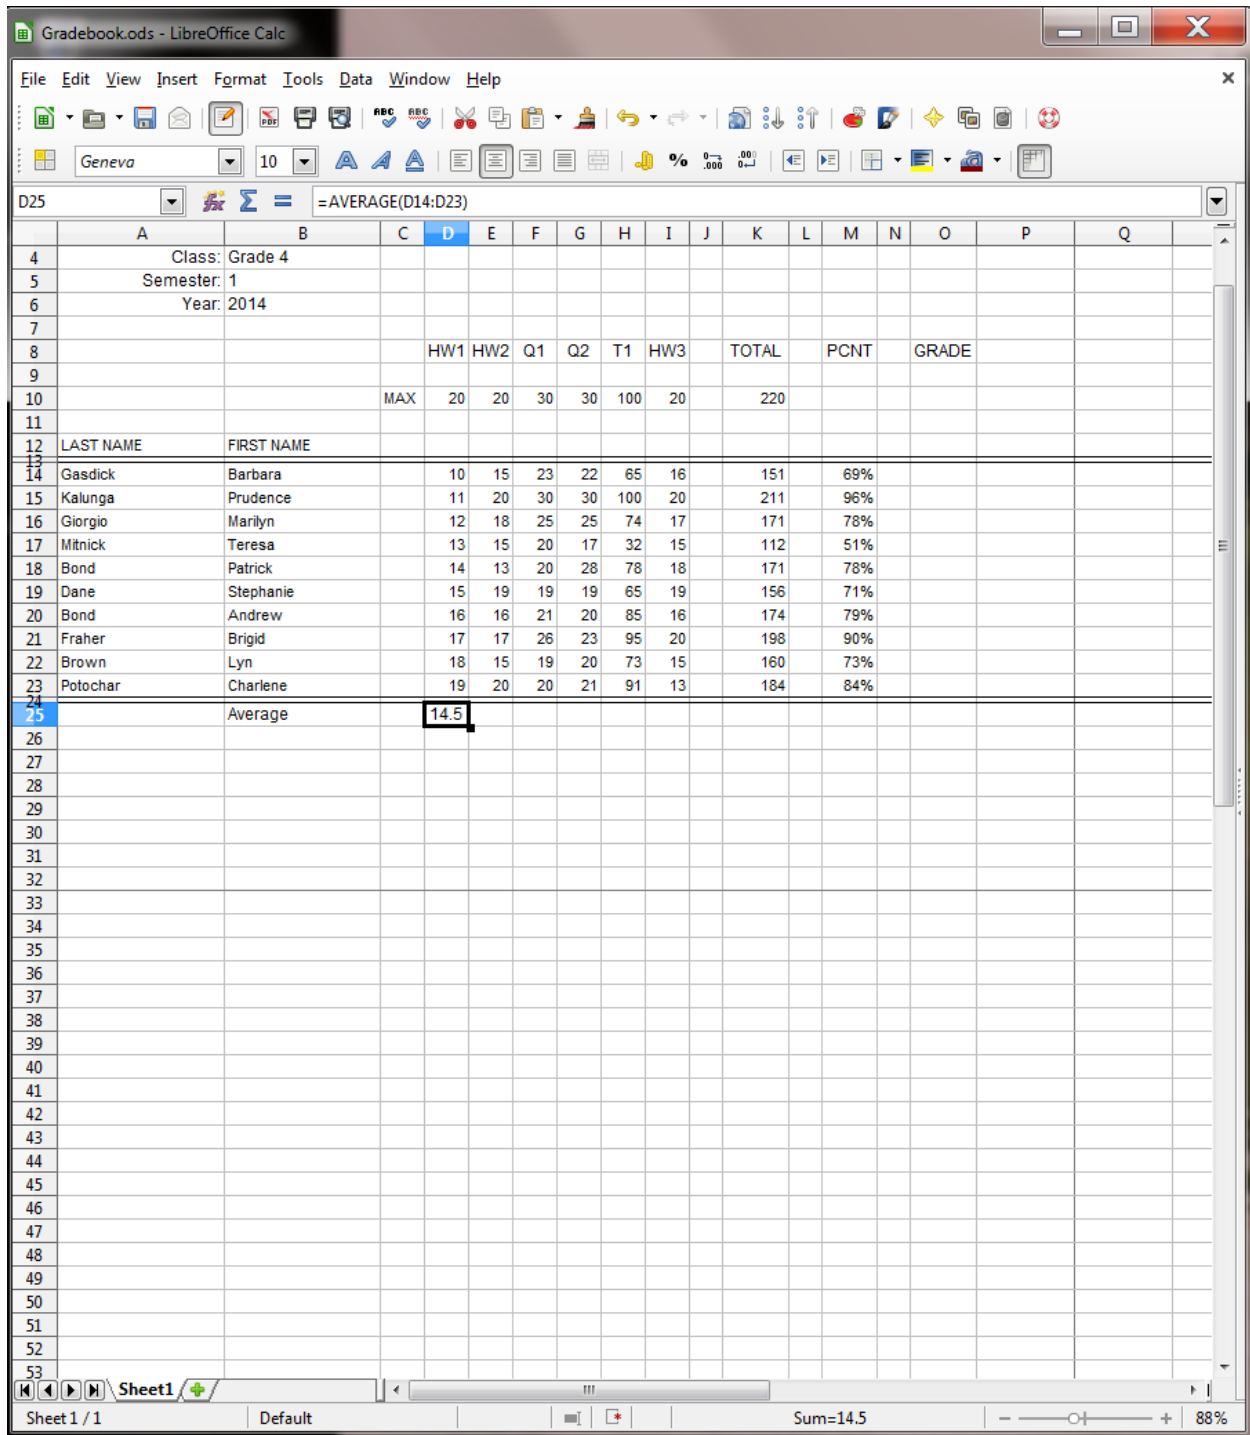 Gradebook.ods - LibreOffice Calc
File Edit View Insert Format Tools Data Window Help
PDF ABC ABC
Geneva 10 % 0 .000 .000 0
D25 fx Σ = =AVERAGE(D14:D23)
A B C D E F G H I J K L M N O P Q
4 Class: Grade 4
5 Semester: 1
6 Year: 2014
7
8 HW1 HW2 Q1 Q2 T1 HW3 TOTAL PCNT GRADE
9
10 MAX 20 20 30 30 100 20 220
11
12 LAST NAME FIRST NAME
13
14 Gasdick Barbara 10 15 23 22 65 16 151 69%
15 Kalunga Prudence 11 20 30 30 100 20 211 96%
16 Giorgio Marilyn 12 18 25 25 74 17 171 78%
17 Mitnick Teresa 13 15 20 17 32 15 112 51%
18 Bond Patrick 14 13 20 28 78 18 171 78%
19 Dane Stephanie 15 19 19 19 65 19 156 71%
20 Bond Andrew 16 16 21 20 85 16 174 79%
21 Fraher Brigid 17 17 26 23 95 20 198 90%
22 Brown Lyn 18 15 19 20 73 15 160 73%
23 Potochar Charlene 19 20 20 21 91 13 184 84%
24
25 Average 14.5
26
27
28
29
30
31
32
33
34
35
36
37
38
39
40
41
42
43
44
45
46
47
48
49
50
51
52
53
Sheet1
Sheet 1 / 1 Default Sum=14.5 88%